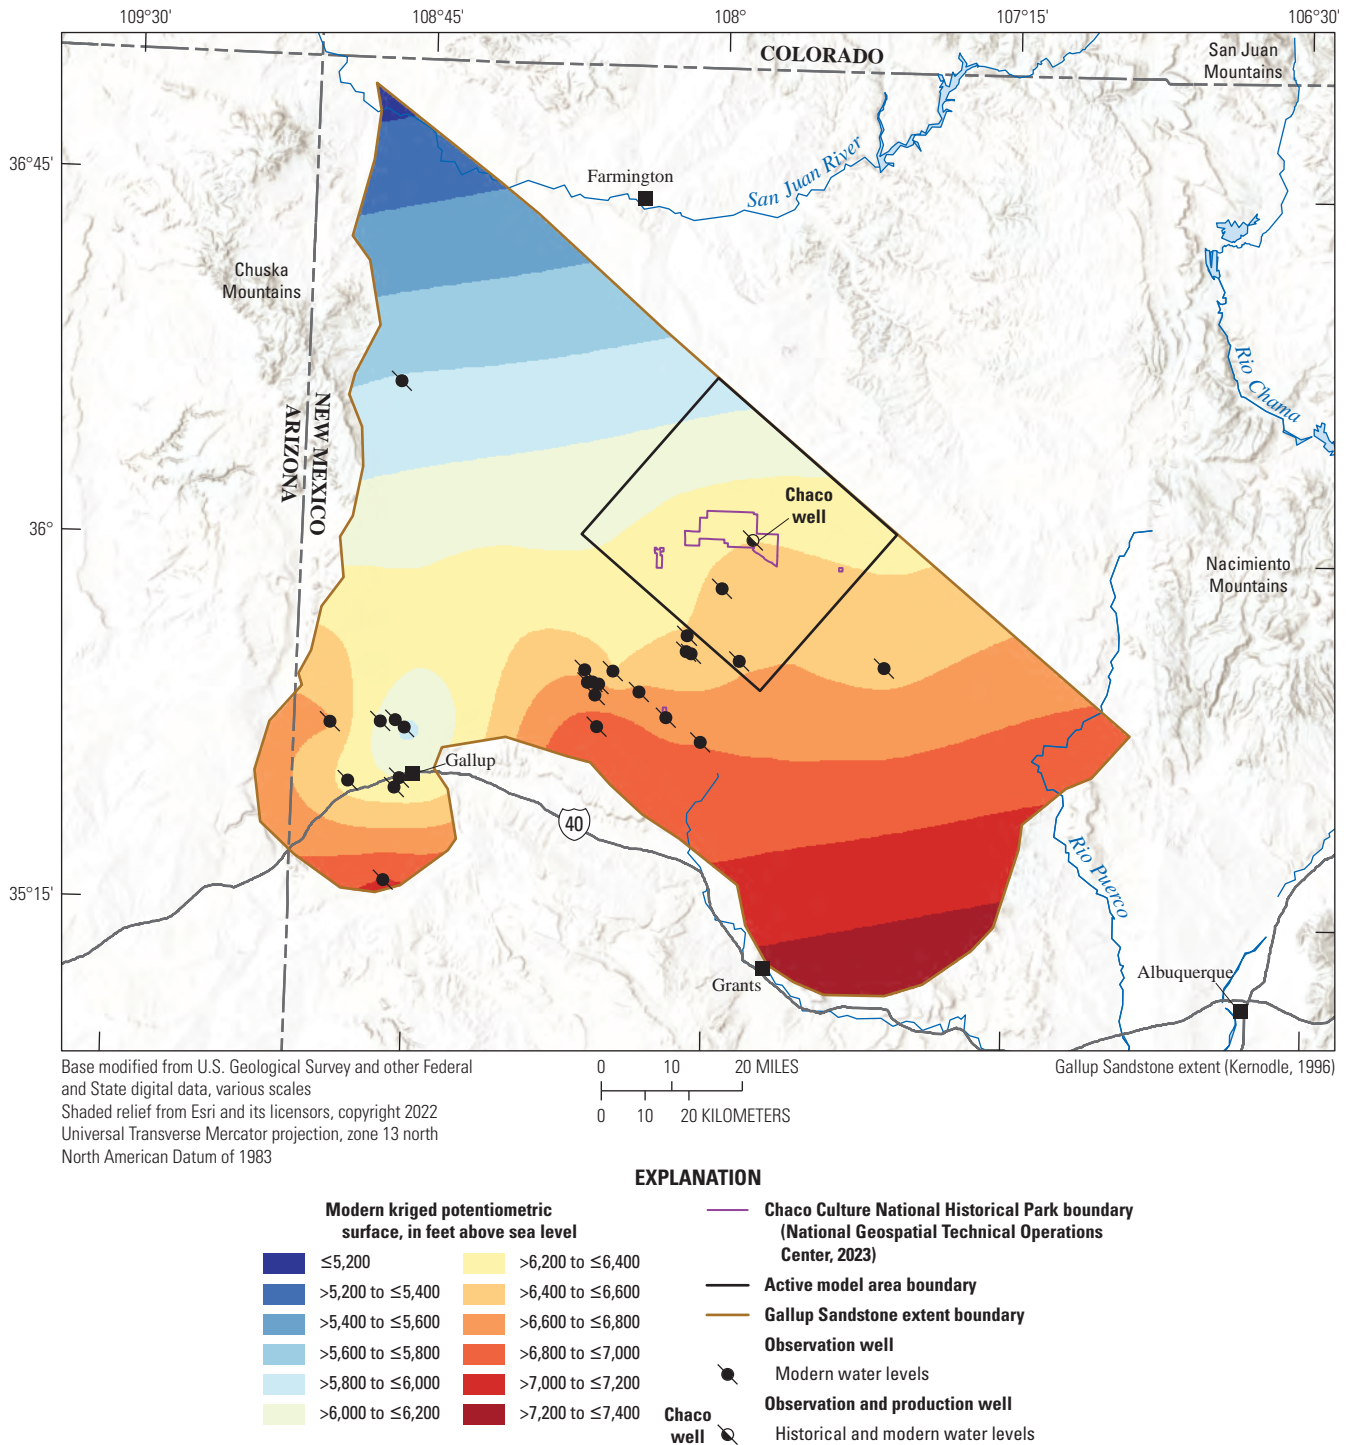 109°30'
108°45'
108°
107°15'
106°30'
COLORADO
San Juan
Mountains
36°45'
Farmington
San Juan River
Chuska
Mountains
Rio Chama
NEW MEXICO
ARIZONA
Chaco
well
36°
Nacimiento
Mountains
Gallup
40
Rio Puerco
35°15'
Albuquerque
Grants
Base modified from U.S. Geological Survey and other Federal
and State digital data, various scales
Shaded relief from Esri and its licensors, copyright 2022
Universal Transverse Mercator projection, zone 13 north
North American Datum of 1983
0 10 20 MILES
0 10 20 KILOMETERS
Gallup Sandstone extent (Kernodle, 1996)
EXPLANATION
Modern kriged potentiometric
surface, in feet above sea level
≤5,200
>5,200 to ≤5,400
>5,400 to ≤5,600
>5,600 to ≤5,800
>5,800 to ≤6,000
>6,000 to ≤6,200
>6,200 to ≤6,400
>6,400 to ≤6,600
>6,600 to ≤6,800
>6,800 to ≤7,000
>7,000 to ≤7,200
>7,200 to ≤7,400
Chaco Culture National Historical Park boundary
(National Geospatial Technical Operations
Center, 2023)
Active model area boundary
Gallup Sandstone extent boundary
Observation well
Modern water levels
Observation and production well
Chaco
well
Historical and modern water levels